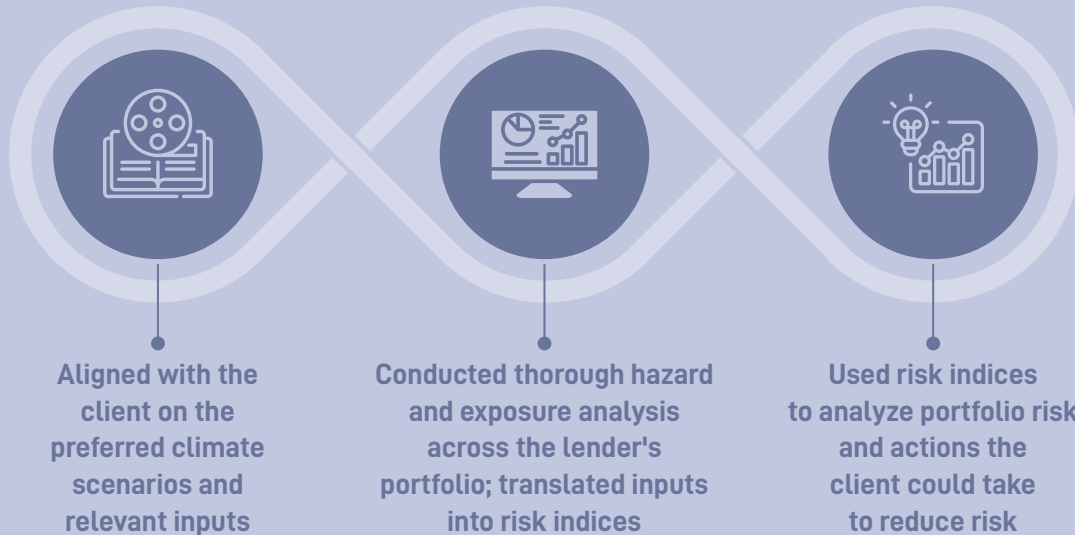 Aligned with the
client on the
preferred climate
scenarios and
relevant inputs
Conducted thorough hazard
and exposure analysis
across the lender's
portfolio; translated inputs
into risk indices
Used risk indices
to analyze portfolio risk
and actions the
client could take
to reduce risk